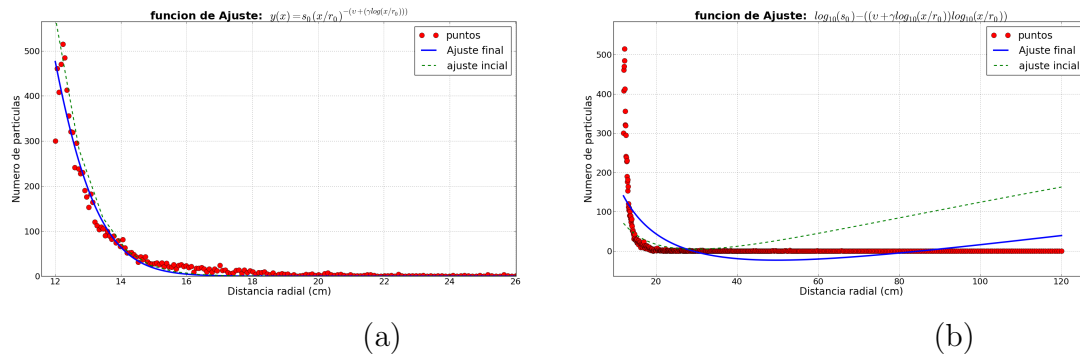 funcion de Ajuste: y(x)=s₀(x/r₀)^−(υ+(γlog(x/r₀)))
500
400
300
200
100
0
Numero de particulas
puntos
Ajuste final
ajuste incial
12 14 16 18 20 22 24 26
Distancia radial (cm)
(a)
funcion de Ajuste: log₁₀(s₀)−((υ+γlog₁₀(x/r₀))log₁₀(x/r₀))
500
400
300
200
100
0
Numero de particulas
puntos
Ajuste final
ajuste incial
20 40 60 80 100 120
Distancia radial (cm)
(b)